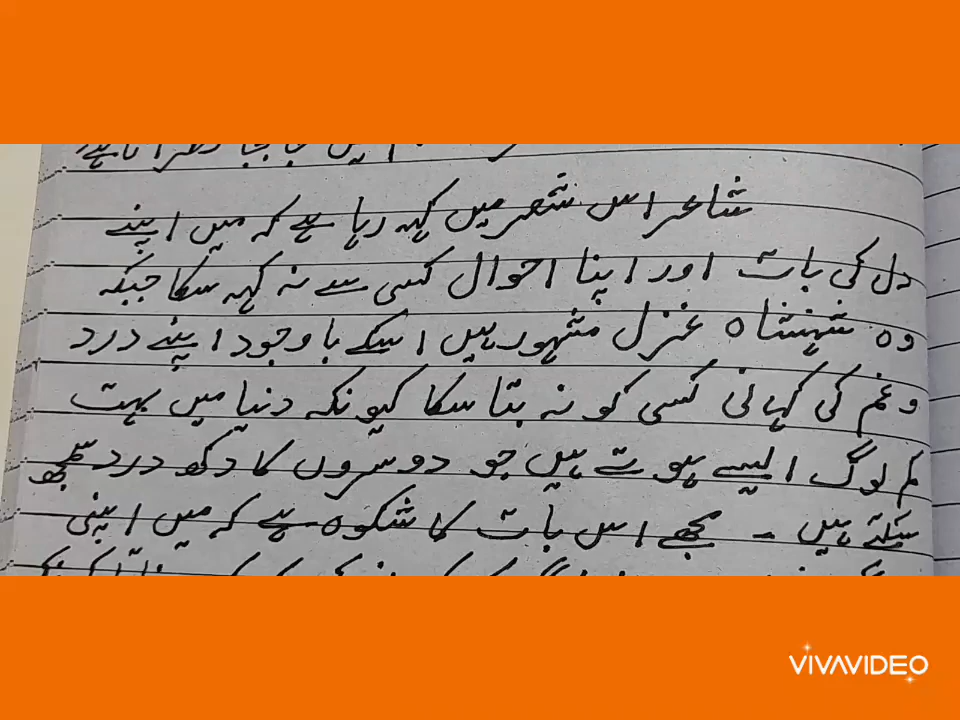 شاعر اس شعر میں کہہ رہا ہے کہ میں اپنے
دل کی بات اور اپنا احوال کسی سے نہ کہہ سکا جبکہ
وہ شہنشاہ غزل مشہور ہیں اسکے باوجود اپنے درد
و غم کی کہانی کسی کو نہ بتا سکا کیونکہ دنیا میں بہت
کم لوگ ایسے ہوتے ہیں جو دوسروں کا دکھ درد سمجھ
سکتے ہیں - مجھے اس بات کا شکوہ ہے کہ میں اپنی
VIVAVIDEO